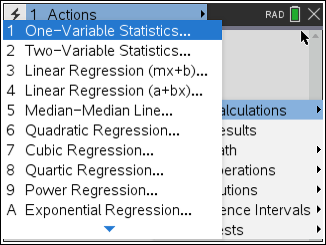 1 Actions
RAD
1 One-Variable Statistics...
2 Two-Variable Statistics...
3 Linear Regression (mx+b)...
4 Linear Regression (a+bx)...
5 Median-Median Line...
6 Quadratic Regression...
7 Cubic Regression...
8 Quartic Regression...
9 Power Regression...
A Exponential Regression...
alculations
esults
ath
perations
utions
ence Intervals
ests